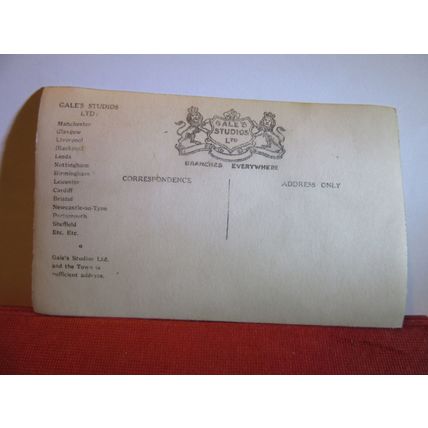 GALE'S STUDIOS
LTD.
Manchester
Glasgow
Liverpool
Blackpool
Leeds
Nottingham
Birmingham
Leicester
Cardiff
Bristol
Newcastle-on-Tyne
Portsmouth
Sheffield
Etc. Etc.
Gale's Studios Ltd.
and the Town is
sufficient address.
GALE'S
STUDIOS
LTD
BRANCHES EVERYWHERE
CORRESPONDENCE
ADDRESS ONLY